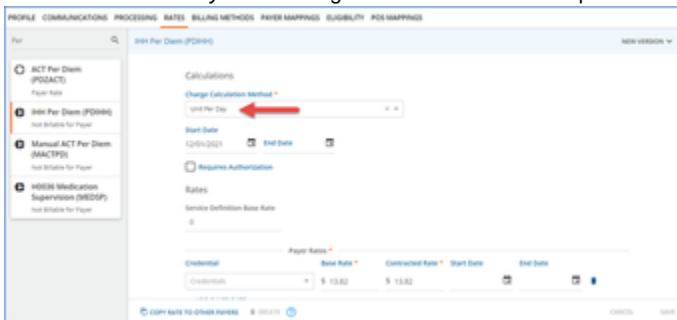 PROFILE COMMUNICATIONS PROCESSING RATES BILLING METHODS PAYER MAPPINGS ELIGIBILITY POS MAPPINGS
Per
IHH Per Diem (PDIHH)
NEW VERSION
ACT Per Diem
(PDZACT)
Payer Rate
IHH Per Diem (PDIHH)
Not Billable for Payer
Manual ACT Per Diem
(MACTPD)
Not Billable for Payer
H0036 Medication
Supervision (MEDSP)
Not Billable for Payer
Calculations
Charge Calculation Method *
Unit Per Day
Start Date
12/01/2021 End Date
Requires Authorization
Rates
Service Definition Base Rate
0
Payer Rates *
Credential Base Rate * Contracted Rate * Start Date End Date
Credentials $ 13.82 $ 13.82
COPY RATE TO OTHER PAYERS DELETE ?
CANCEL SAVE